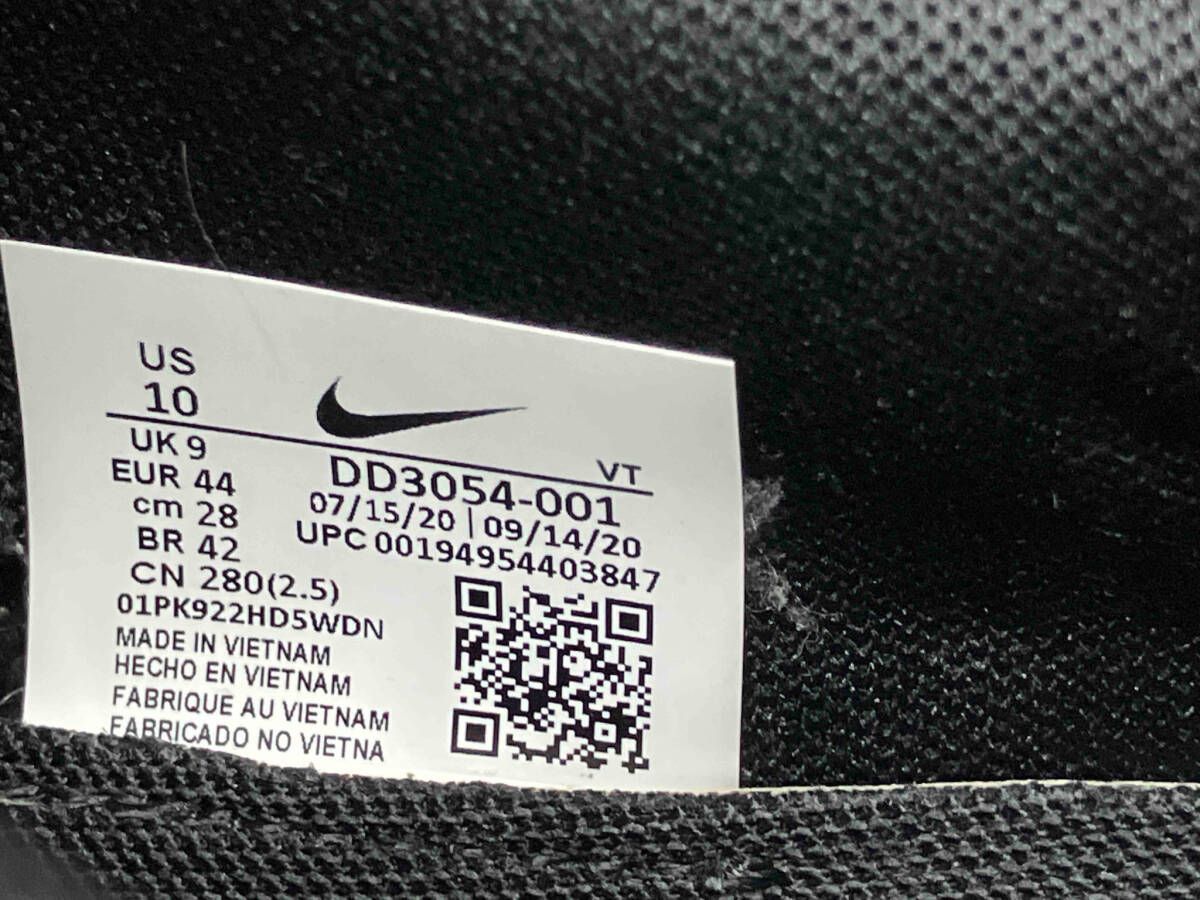 US
10
UK 9
EUR 44
cm 28
BR 42
CN 280(2.5)
01PK922HD5WDN
MADE IN VIETNAM
HECHO EN VIETNAM
FABRIQUE AU VIETNAM
FABRICADO NO VIETNA
VT
DD3054-001
07/15/20 | 09/14/20
UPC 00194954403847